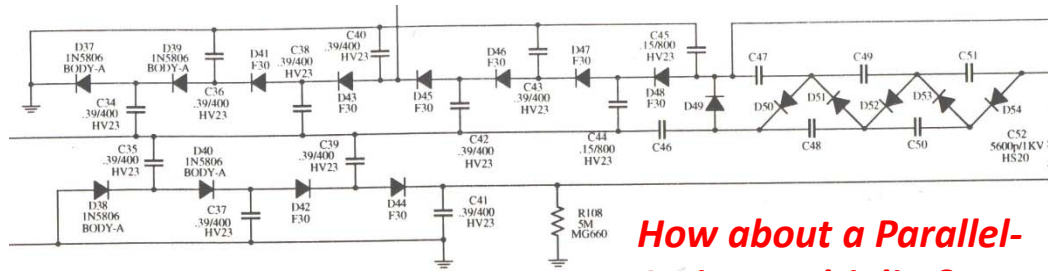 D37
1N5806
BODY-A
D39
1N5806
BODY-A
C34
.39/400
HV23
C36
.39/400
HV23
D41
F30
C38
.39/400
HV23
C40
.39/400
HV23
D43
F30
D45
F30
D46
F30
C43
.39/400
HV23
D47
F30
C45
.15/800
HV23
D48
F30
D49
C42
.39/400
HV23
C44
.15/800
HV23
C46
C47
C49
C51
D50
D51
D52
D53
D54
C48
C50
C52
5600p/1KV
HS20
C35
.39/400
HV23
D40
1N5806
BODY-A
C39
.39/400
HV23
D38
1N5806
BODY-A
C37
.39/400
HV23
D42
F30
D44
F30
C41
.39/400
HV23
R108
5M
MG660
How about a Parallel-